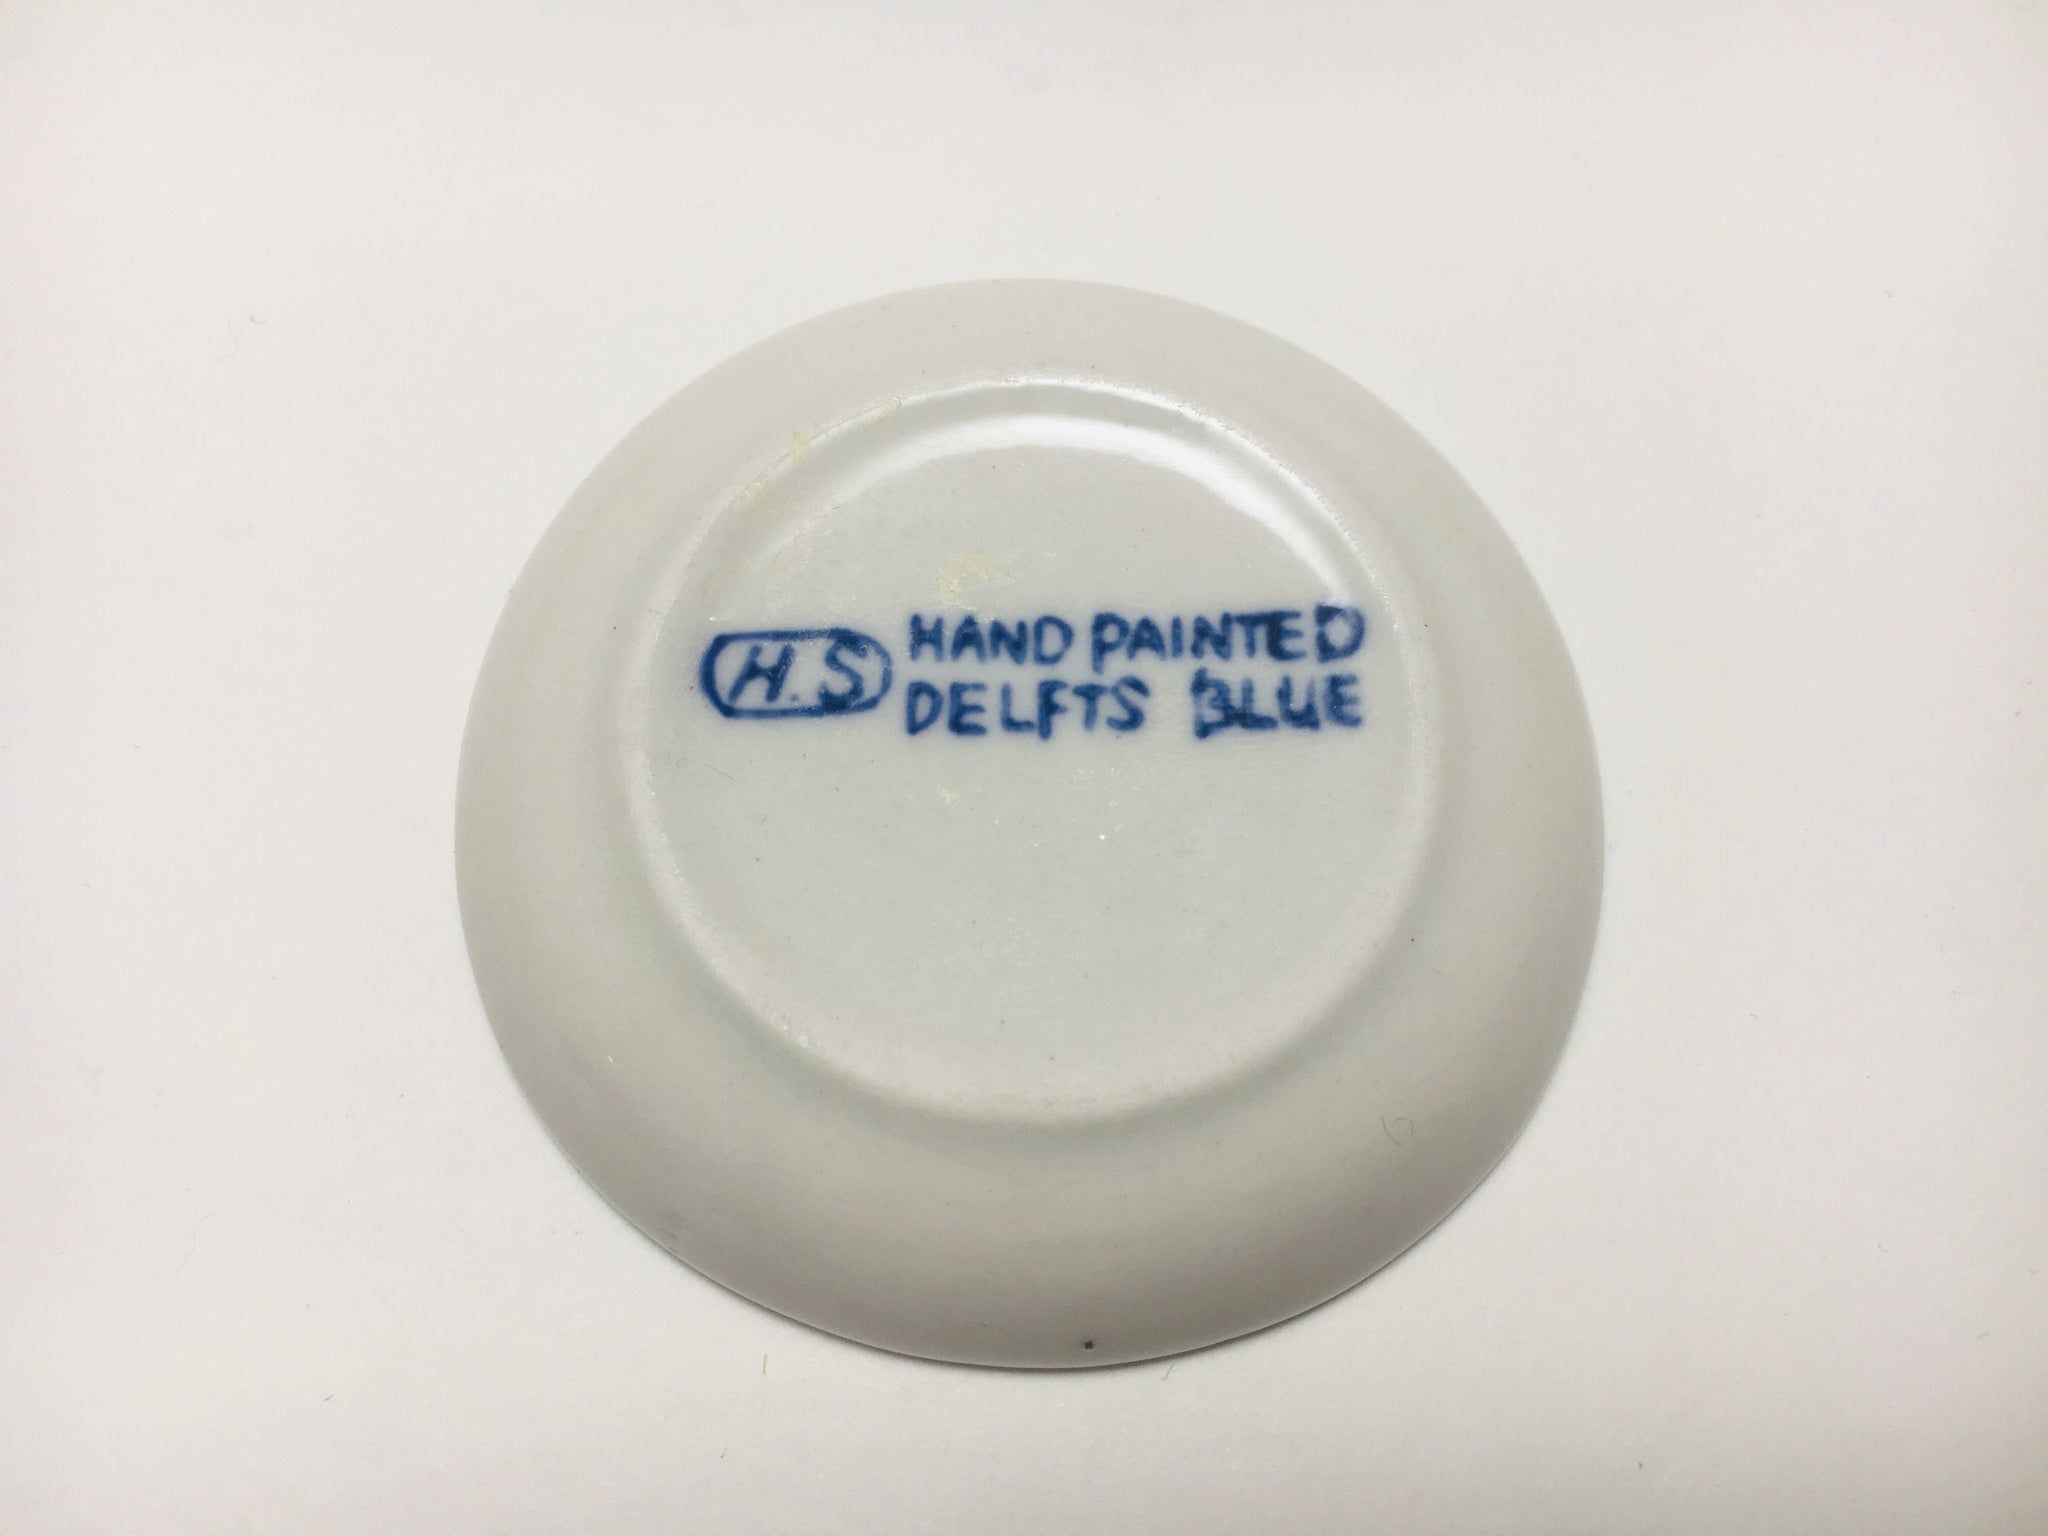 H.S
HAND PAINTED
DELFTS BLUE